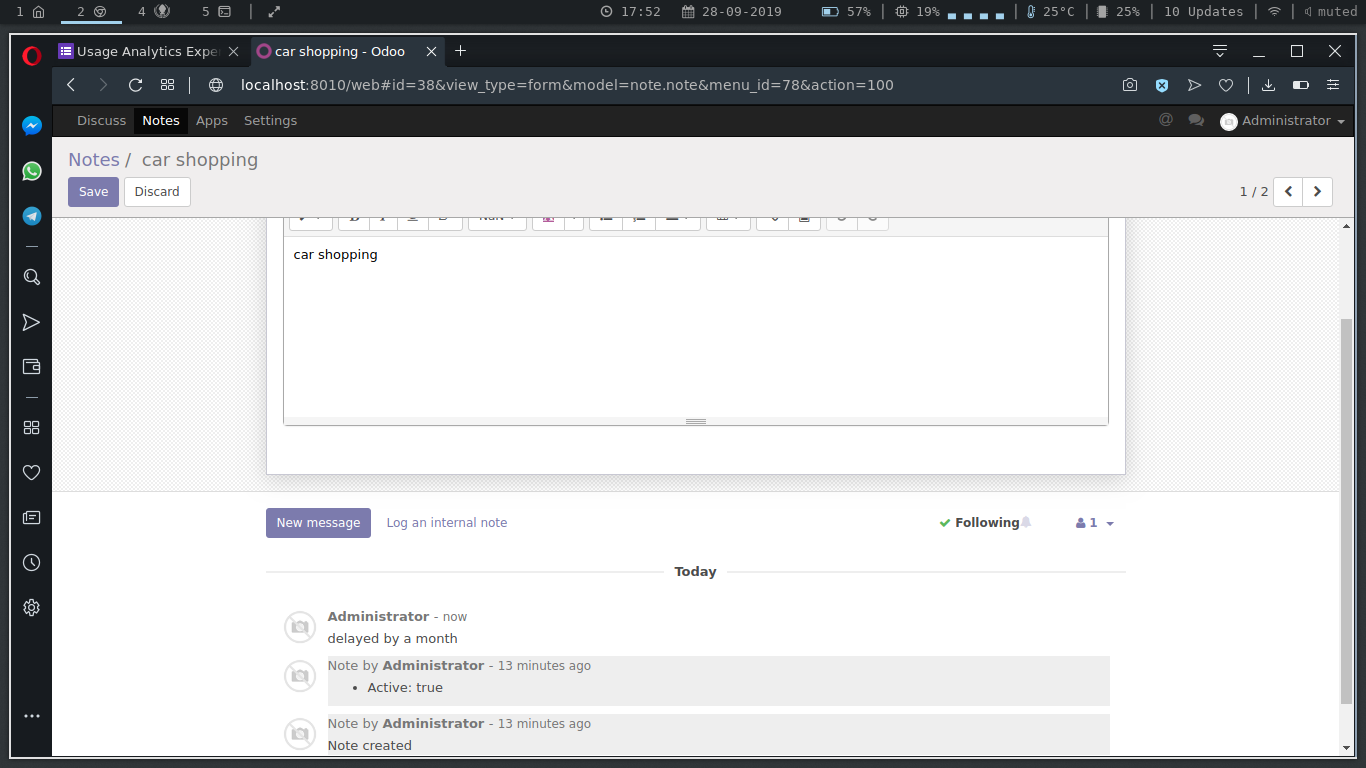 1 2 4 5 17:52 28-09-2019 57% 19% 25°C 25% 10 Updates muted
Usage Analytics Expe car shopping - Odoo
localhost:8010/web#id=38&view_type=form&model=note.note&menu_id=78&action=100
Discuss Notes Apps Settings @ Administrator
Notes / car shopping
Save Discard 1 / 2
car shopping
New message Log an internal note Following 1
Today
Administrator - now
delayed by a month
Note by Administrator - 13 minutes ago
• Active: true
Note by Administrator - 13 minutes ago
Note created